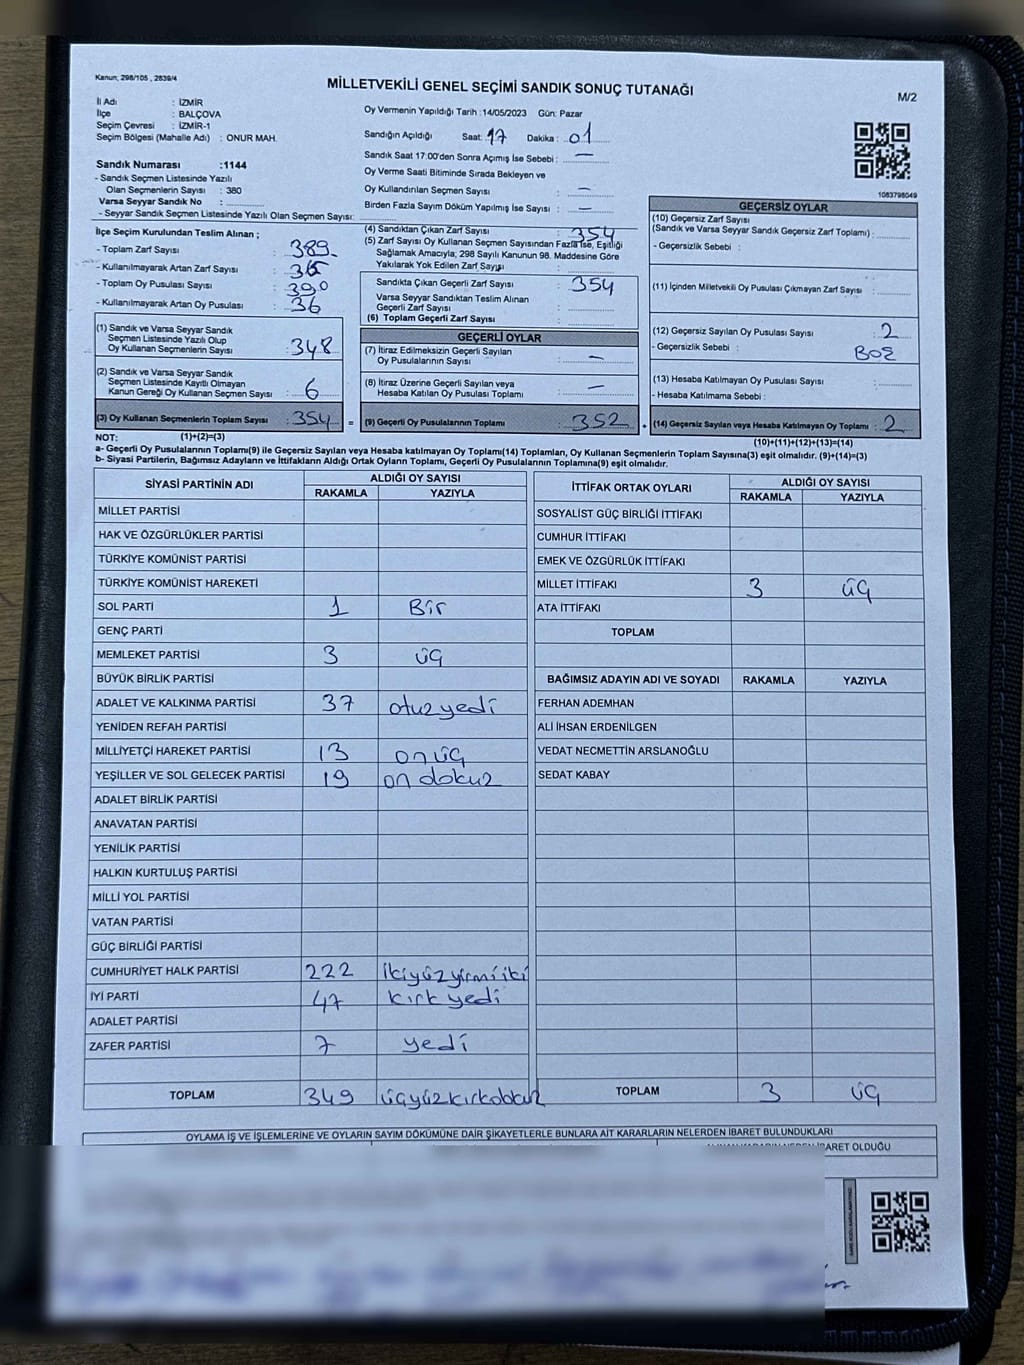 Kanun; 298/105 , 2839/4
MİLLETVEKİLİ GENEL SEÇİMİ SANDIK SONUÇ TUTANAĞI
M/2
İl Adı : İZMİR
İlçe : BALÇOVA
Seçim Çevresi : İZMİR-1
Seçim Bölgesi (Mahalle Adı) : ONUR MAH.
Oy Vermenin Yapıldığı Tarih : 14/05/2023 Gün: Pazar
Sandığın Açıldığı Saat: 17 Dakika : 01
Sandık Saat 17:00'den Sonra Açımış İse Sebebi : —
Oy Verme Saati Bitiminde Sırada Bekleyen ve
Oy Kullandırılan Seçmen Sayısı : —
Birden Fazla Sayım Döküm Yapılmış İse Sayısı : —
Sandık Numarası :1144
- Sandık Seçmen Listesinde Yazılı
Olan Seçmenlerin Sayısı : 380
Varsa Seyyar Sandık No :
- Seyyar Sandık Seçmen Listesinde Yazılı Olan Seçmen Sayısı:
1083798049
İlçe Seçim Kurulundan Teslim Alınan ;
- Toplam Zarf Sayısı : 389
- Kullanılmayarak Artan Zarf Sayısı : 35
- Toplam Oy Pusulası Sayısı : 390
- Kullanılmayarak Artan Oy Pusulası : 36
(1) Sandık ve Varsa Seyyar Sandık
Seçmen Listesinde Yazılı Olup
Oy Kullanan Seçmenlerin Sayısı : 348
(2) Sandık ve Varsa Seyyar Sandık
Seçmen Listesinde Kayıtlı Olmayan
Kanun Gereği Oy Kullanan Seçmen Sayısı : 6
(3) Oy Kullanan Seçmenlerin Toplam Sayısı : 354
(4) Sandıktan Çıkan Zarf Sayısı : 354
(5) Zarf Sayısı Oy Kullanan Seçmen Sayısından Fazla İse, Eşitliği
Sağlamak Amacıyla; 298 Sayılı Kanunun 98. Maddesine Göre
Yakılarak Yok Edilen Zarf Sayısı :
Sandıkta Çıkan Geçerli Zarf Sayısı : 354
Varsa Seyyar Sandıktan Teslim Alınan
Geçerli Zarf Sayısı :
(6) Toplam Geçerli Zarf Sayısı :
GEÇERLİ OYLAR
(7) İtiraz Edilmeksizin Geçerli Sayılan
Oy Pusulalarının Sayısı : —
(8) İtiraz Üzerine Geçerli Sayılan veya
Hesaba Katılan Oy Pusulası Toplamı : —
= (9) Geçerli Oy Pusulalarının Toplamı : 352
GEÇERSİZ OYLAR
(10) Geçersiz Zarf Sayısı
(Sandık ve Varsa Seyyar Sandık Geçersiz Zarf Toplamı) :
- Geçersizlik Sebebi :
(11) İçinden Milletvekili Oy Pusulası Çıkmayan Zarf Sayısı :
(12) Geçersiz Sayılan Oy Pusulası Sayısı : 2
- Geçersizlik Sebebi : BOŞ
(13) Hesaba Katılmayan Oy Pusulası Sayısı :
- Hesaba Katılmama Sebebi :
+ (14) Geçersiz Sayılan veya Hesaba Katılmayan Oy Toplamı : 2
NOT: (1)+(2)=(3)
(10)+(11)+(12)+(13)=(14)
a- Geçerli Oy Pusulalarının Toplamı(9) ile Geçersiz Sayılan veya Hesaba katılmayan Oy Toplamı(14) Toplamları, Oy Kullanan Seçmenlerin Toplam Sayısına(3) eşit olmalıdır. (9)+(14)=(3)
b- Siyasi Partilerin, Bağımsız Adayların ve İttifakların Aldığı Ortak Oyların Toplamı, Geçerli Oy Pusulalarının Toplamına(9) eşit olmalıdır.
SİYASİ PARTİNİN ADI ALDIĞI OY SAYISI
RAKAMLA YAZIYLA
MİLLET PARTİSİ
HAK VE ÖZGÜRLÜKLER PARTİSİ
TÜRKİYE KOMÜNİST PARTİSİ
TÜRKİYE KOMÜNİST HAREKETİ
SOL PARTİ 1 Bir
GENÇ PARTİ
MEMLEKET PARTİSİ 3 üç
BÜYÜK BİRLİK PARTİSİ
ADALET VE KALKINMA PARTİSİ 37 otuzyedi
YENİDEN REFAH PARTİSİ
MİLLİYETÇİ HAREKET PARTİSİ 13 onüç
YEŞİLLER VE SOL GELECEK PARTİSİ 19 on dokuz
ADALET BİRLİK PARTİSİ
ANAVATAN PARTİSİ
YENİLİK PARTİSİ
HALKIN KURTULUŞ PARTİSİ
MİLLİ YOL PARTİSİ
VATAN PARTİSİ
GÜÇ BİRLİĞİ PARTİSİ
CUMHURİYET HALK PARTİSİ 222 ikiyüzyirmiiki
İYİ PARTİ 47 kırkyedi
ADALET PARTİSİ
ZAFER PARTİSİ 7 yedi
TOPLAM 349 üçyüzkırkdokuz
İTTİFAK ORTAK OYLARI ALDIĞI OY SAYISI
RAKAMLA YAZIYLA
SOSYALİST GÜÇ BİRLİĞİ İTTİFAKI
CUMHUR İTTİFAKI
EMEK VE ÖZGÜRLÜK İTTİFAKI
MİLLET İTTİFAKI 3 üç
ATA İTTİFAKI
TOPLAM
BAĞIMSIZ ADAYIN ADI VE SOYADI RAKAMLA YAZIYLA
FERHAN ADEMHAN
ALİ İHSAN ERDENİLGEN
VEDAT NECMETTİN ARSLANOĞLU
SEDAT KABAY
TOPLAM 3 üç
OYLAMA İŞ VE İŞLEMLERİNE VE OYLARIN SAYIM DÖKÜMÜNE DAİR ŞİKAYETLERLE BUNLARA AİT KARARLARIN NELERDEN İBARET BULUNDUKLARI
İBARET OLDUĞU